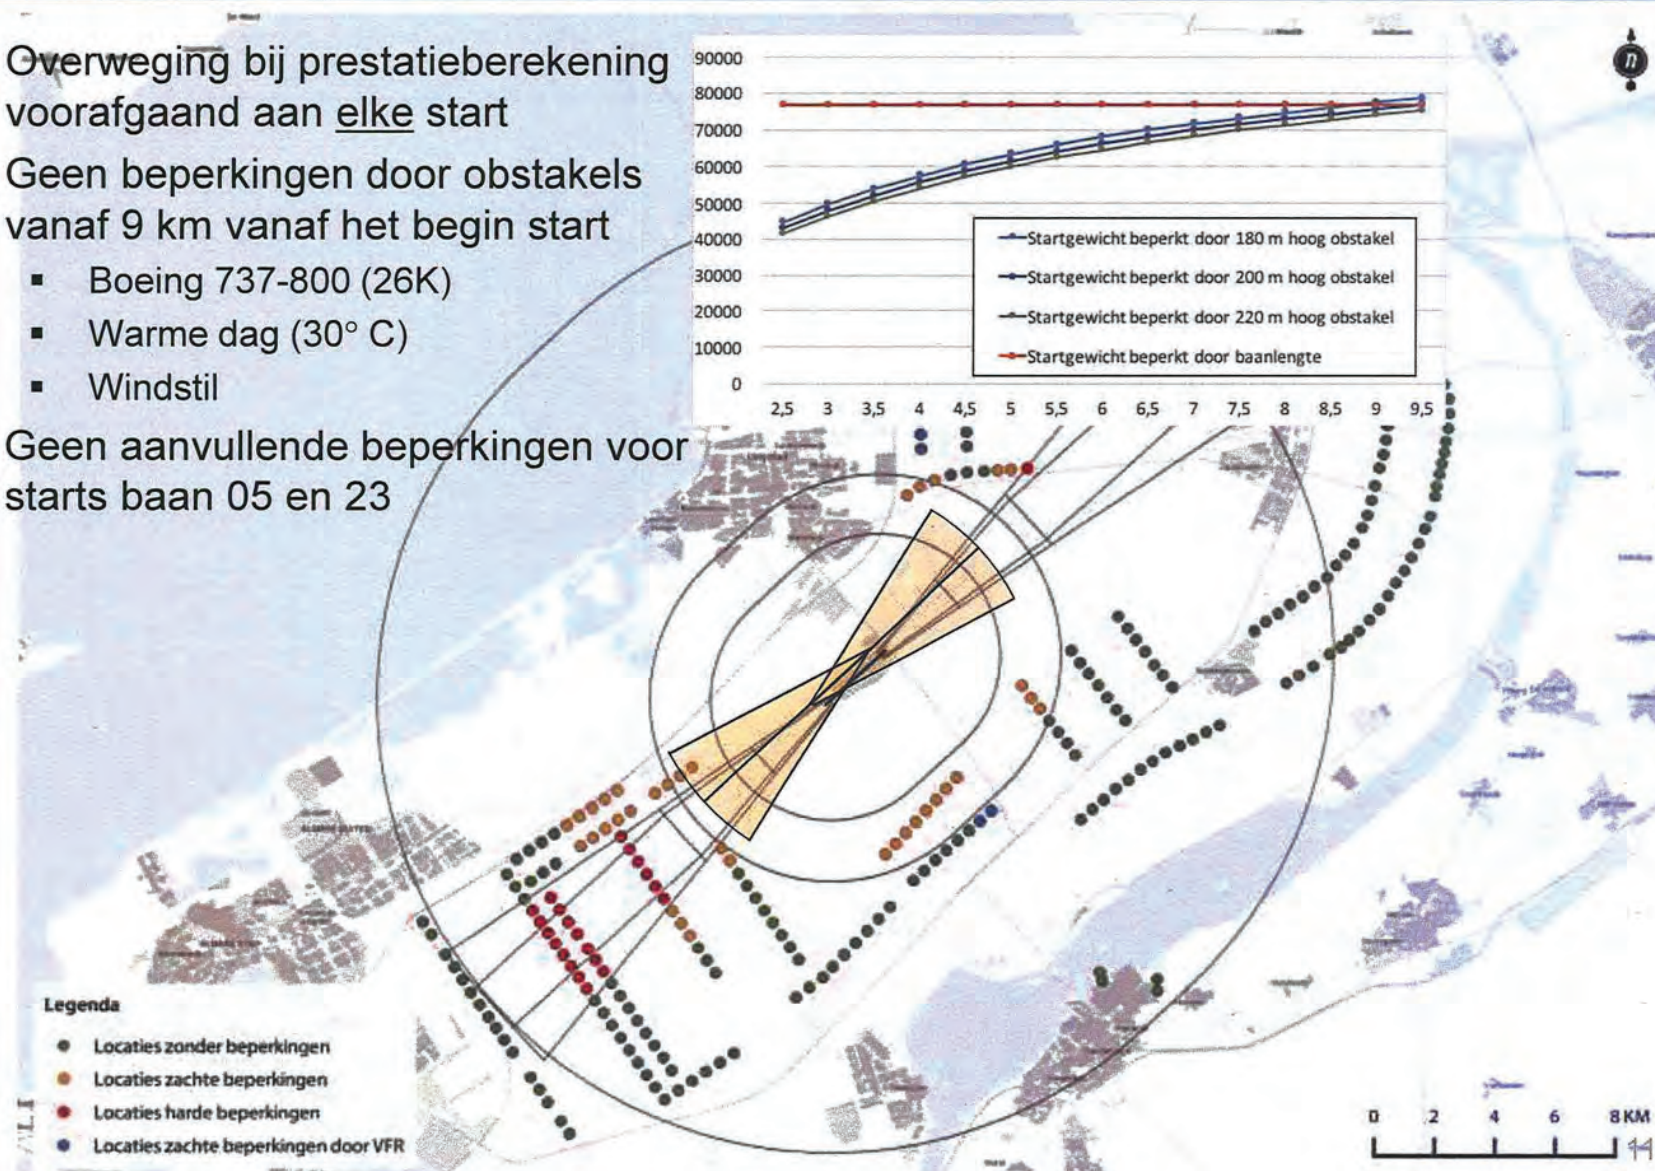 Overweging bij prestatieberekening
voorafgaand aan elke start
Geen beperkingen door obstakels
vanaf 9 km vanaf het begin start
▪ Boeing 737-800 (26K)
▪ Warme dag (30° C)
▪ Windstil
Geen aanvullende beperkingen voor
starts baan 05 en 23
90000
80000
70000
60000
50000
40000
30000
20000
10000
0
2,5 3 3,5 4 4,5 5 5,5 6 6,5 7 7,5 8 8,5 9 9,5
Startgewicht beperkt door 180 m hoog obstakel
Startgewicht beperkt door 200 m hoog obstakel
Startgewicht beperkt door 220 m hoog obstakel
Startgewicht beperkt door baanlengte
n
Legenda
Locaties zonder beperkingen
Locaties zachte beperkingen
Locaties harde beperkingen
Locaties zachte beperkingen door VFR
0 2 4 6 8 KM
11